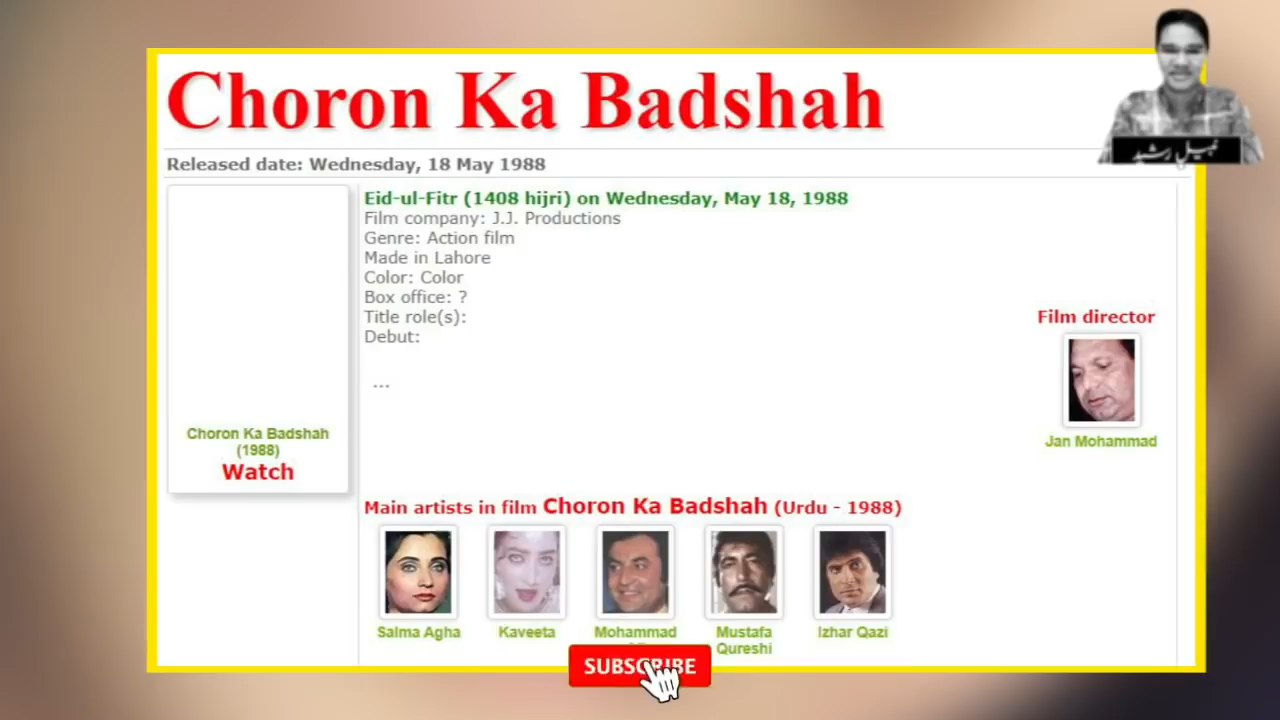 Choron Ka Badshah
نبیل رشید
Released date: Wednesday, 18 May 1988
Eid-ul-Fitr (1408 hijri) on Wednesday, May 18, 1988
Film company: J.J. Productions
Genre: Action film
Made in Lahore
Color: Color
Box office: ?
Title role(s):
Debut:
...
Film director
Jan Mohammad
Choron Ka Badshah
(1988)
Watch
Main artists in film Choron Ka Badshah (Urdu - 1988)
Salma Agha
Kaveeta
Mohammad
Mustafa
Qureshi
Izhar Qazi
SUBSCRIBE